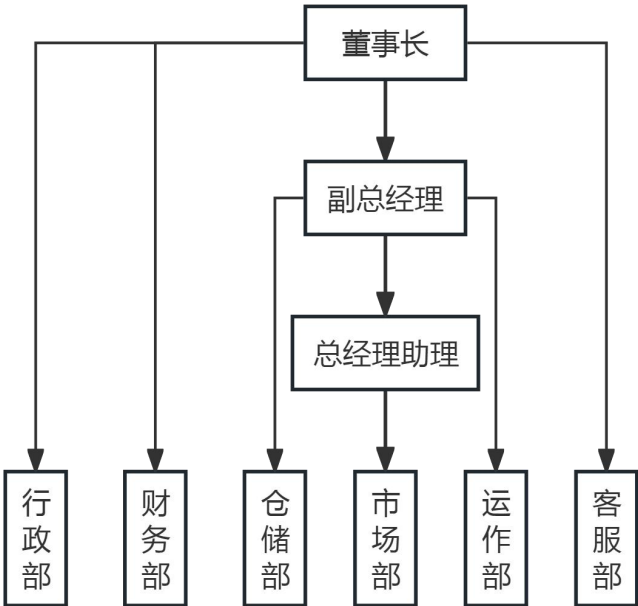 董事长
副总经理
总经理助理
行政部
财务部
仓储部
市场部
运作部
客服部